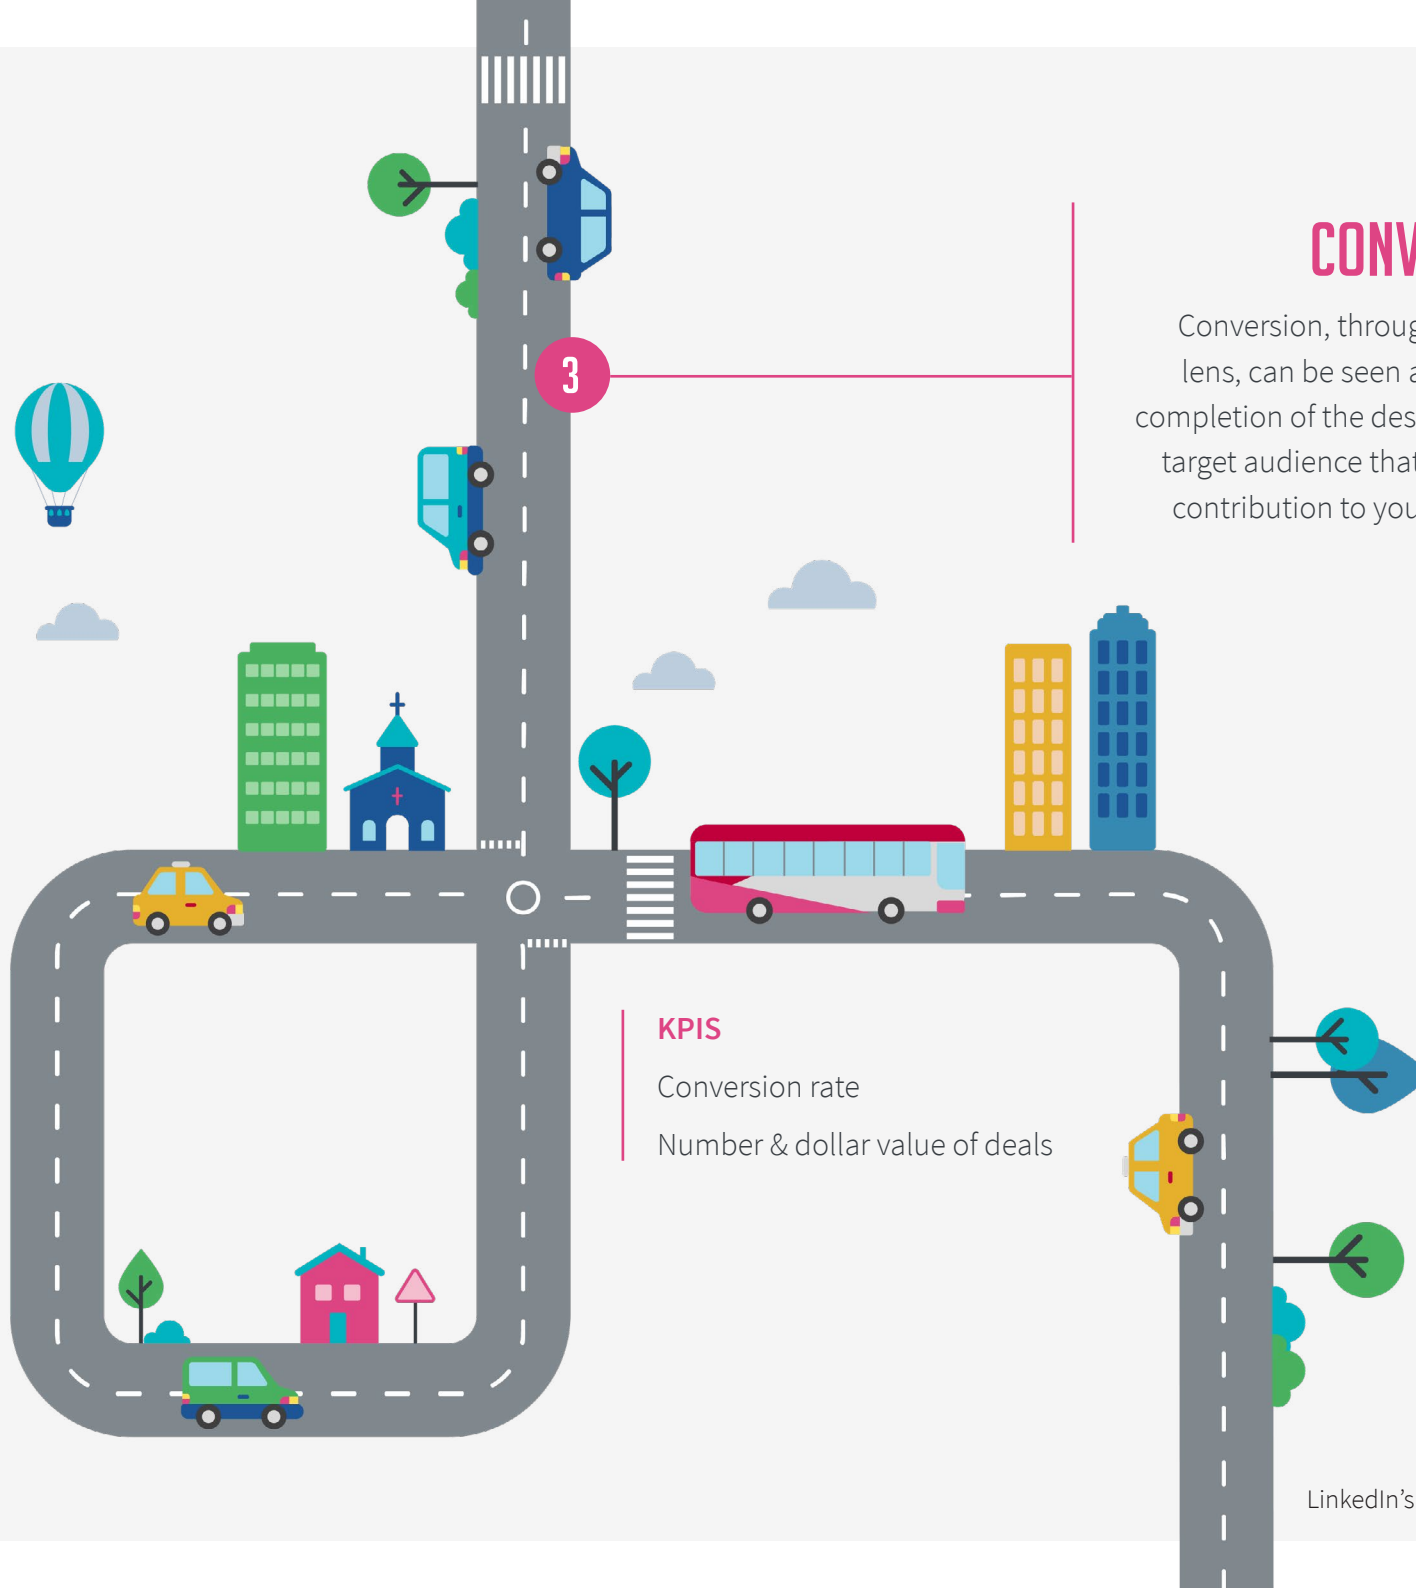 3
CONV
Conversion, throug
lens, can be seen a
completion of the des
target audience that
contribution to you
KPIS
Conversion rate
Number & dollar value of deals
LinkedIn’s